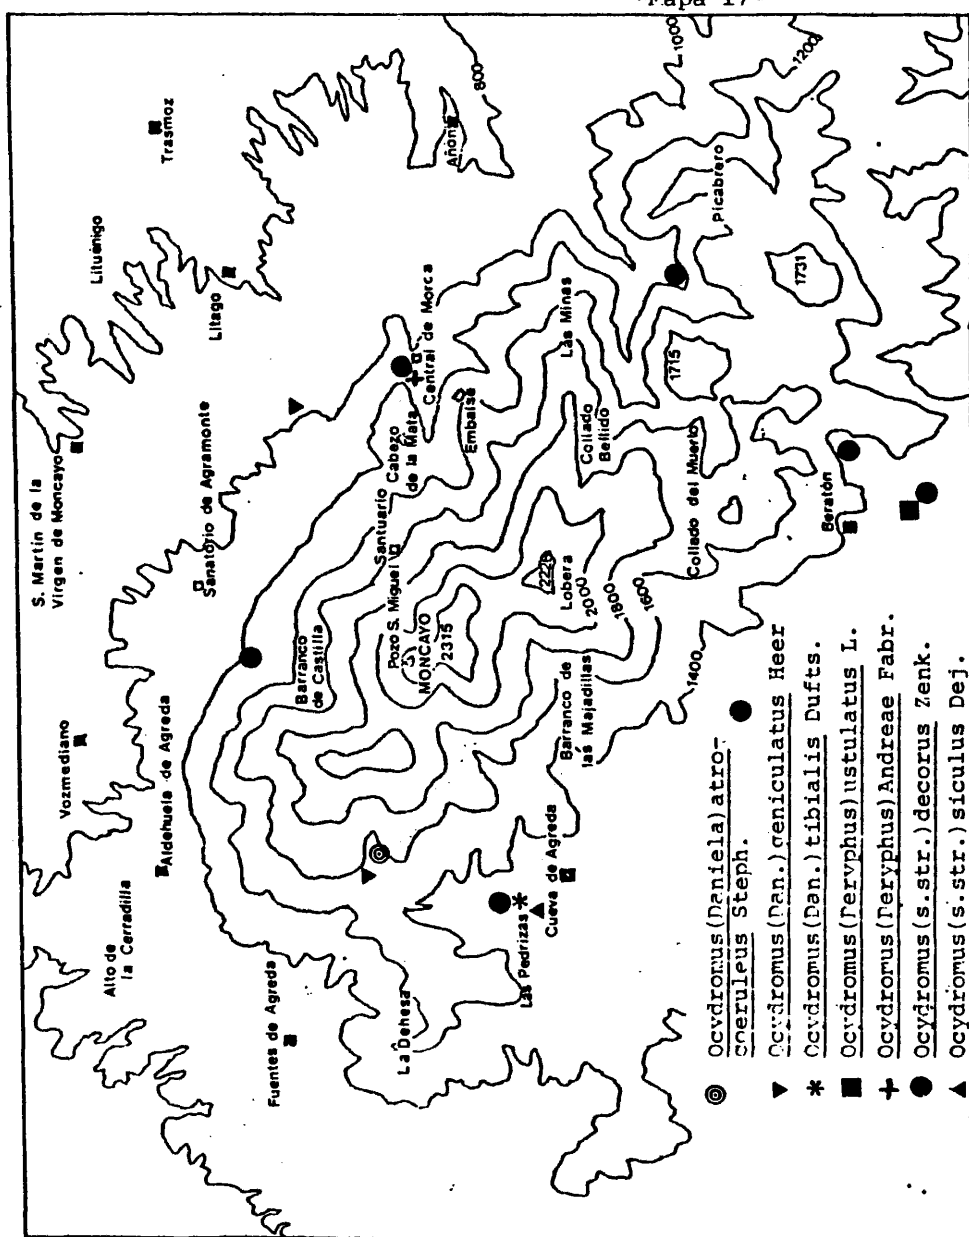 Mapa 17
S. Martín de la
Virgen de Moncayo
Lituénigo
Trasmoz
Litago
Vozmediano
Alto de
la Cerradilla
Aldehuela de Agreda
Sanatorio de Agramonte
Fuentes de Agreda
Barranco
de Castilla
Santuario
Pozo S. Miguel
MONCAYO
2315
Cabezo
de la Mata
Central de Morca
Embalse
Añon
800
1000
1200
Las Minas
Picabrero
1731
1715
Collado
Bellido
Collado del Muerto
Beratón
2226
Lobera
2000
1800
1600
1400
Barranco de
las Majadillas
La Dehesa
Las Pedrizas
Cueva de Agreda
Ocydromus(Daniela)atro-
coeruleus Steph.
Ocydromus(Dan.)geniculatus Heer
Ocydromus(Dan.)tibialis Dufts.
Ocydromus(Peryphus)ustulatus L.
Ocydromus(Peryphus)Andreae Fabr.
Ocydromus(s.str.)decorus Zenk.
Ocydromus(s.str.)siculus Dej.